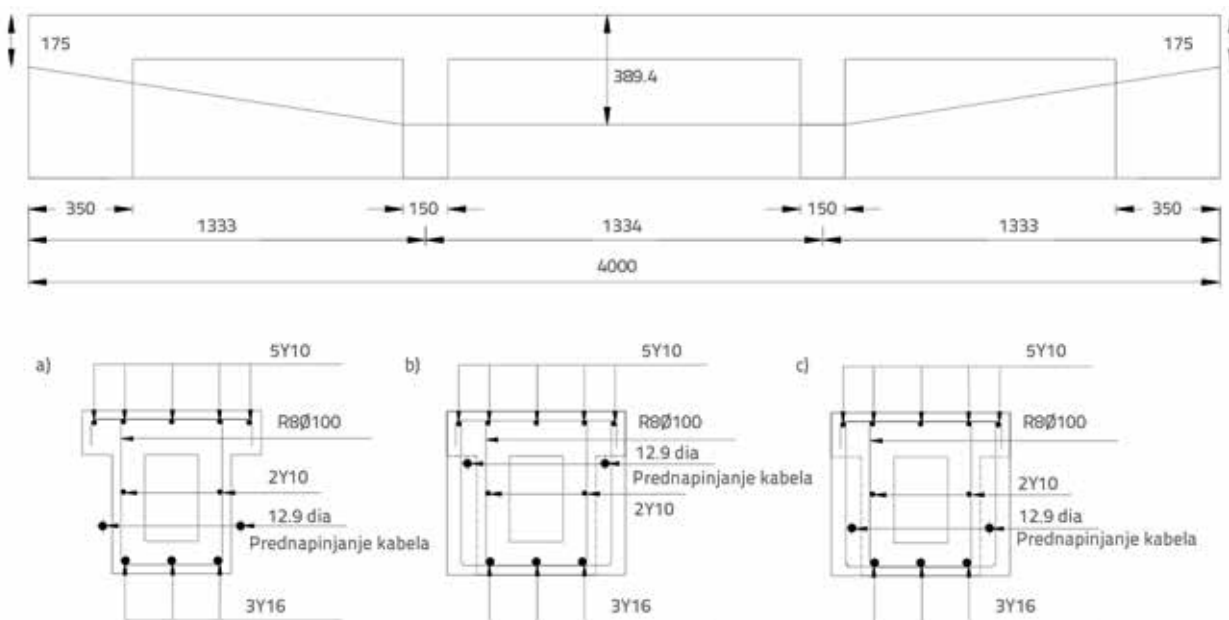 175
389.4
175
350
150
150
350
1333
1334
1333
4000
a)
5Y10
R8Ø100
2Y10
12.9 dia
Prednapinjanje kabela
3Y16
b)
5Y10
R8Ø100
12.9 dia
Prednapinjanje kabela
2Y10
3Y16
c)
5Y10
R8Ø100
2Y10
12.9 dia
Prednapinjanje kabela
3Y16